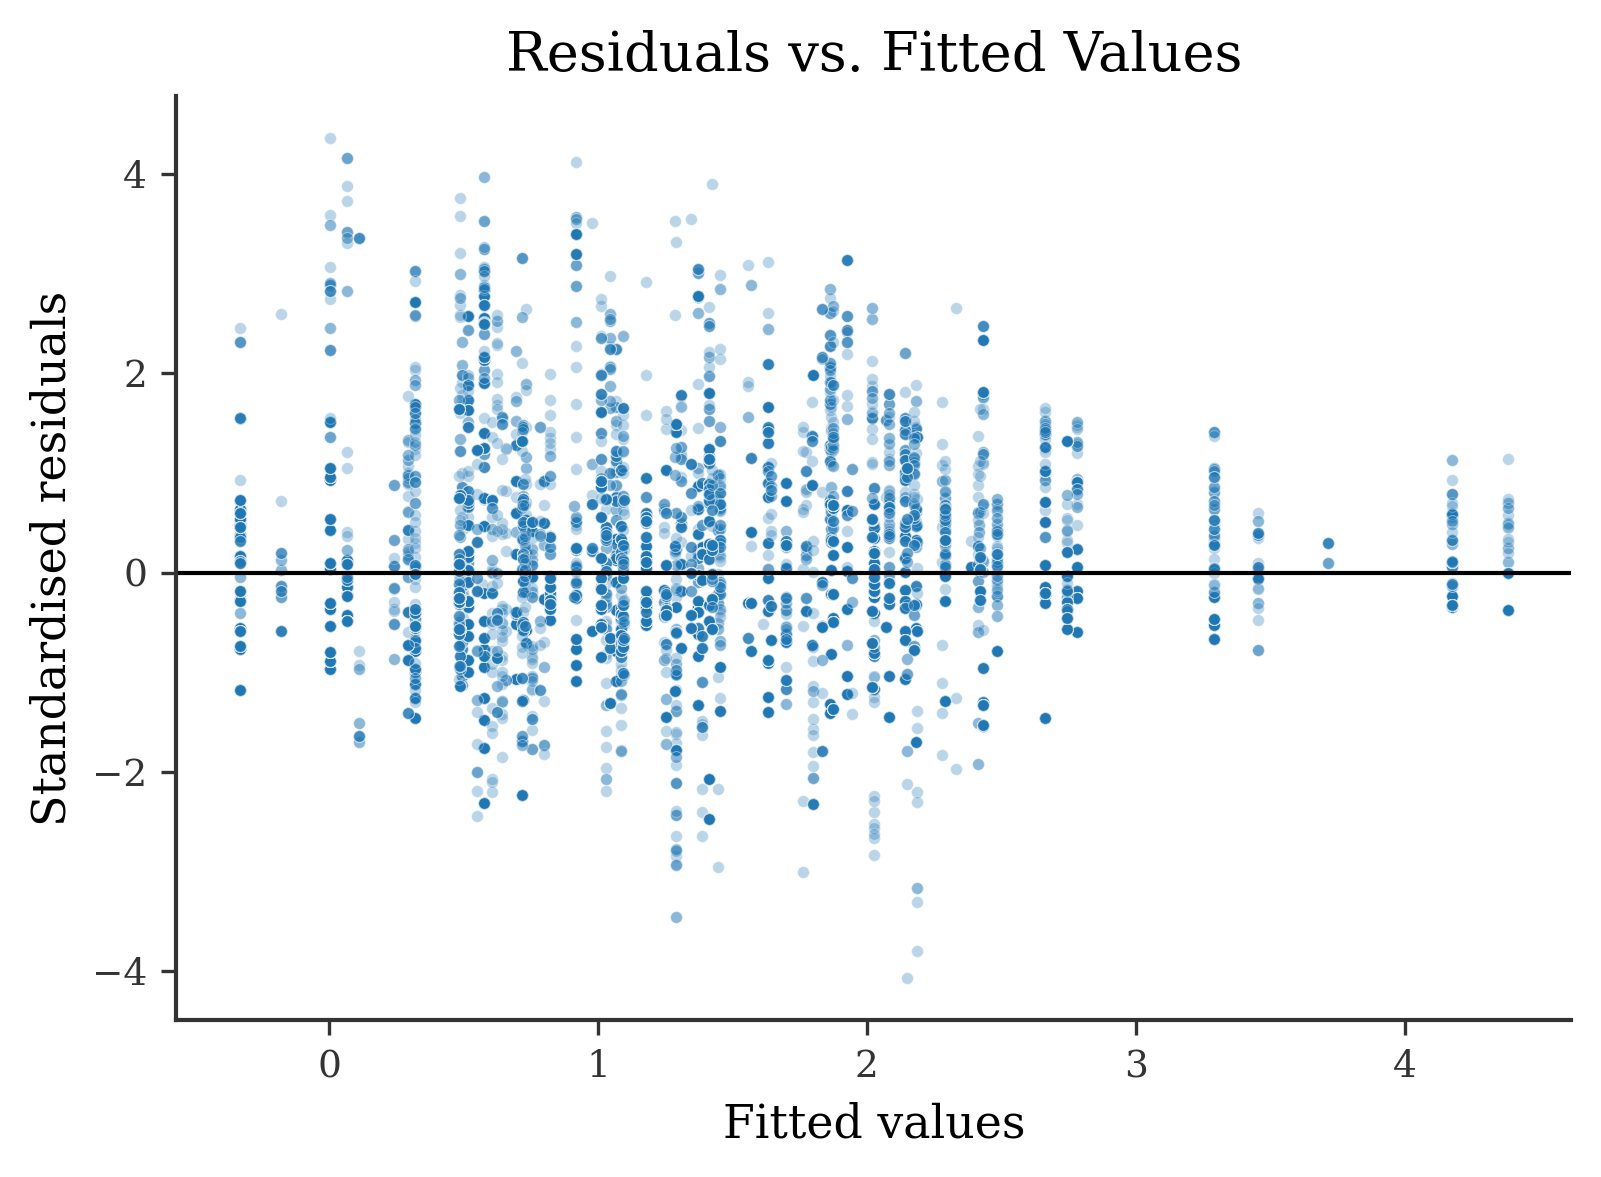 Residuals vs. Fitted Values
Standardised residuals
4
2
0
−2
−4
0 1 2 3 4
Fitted values